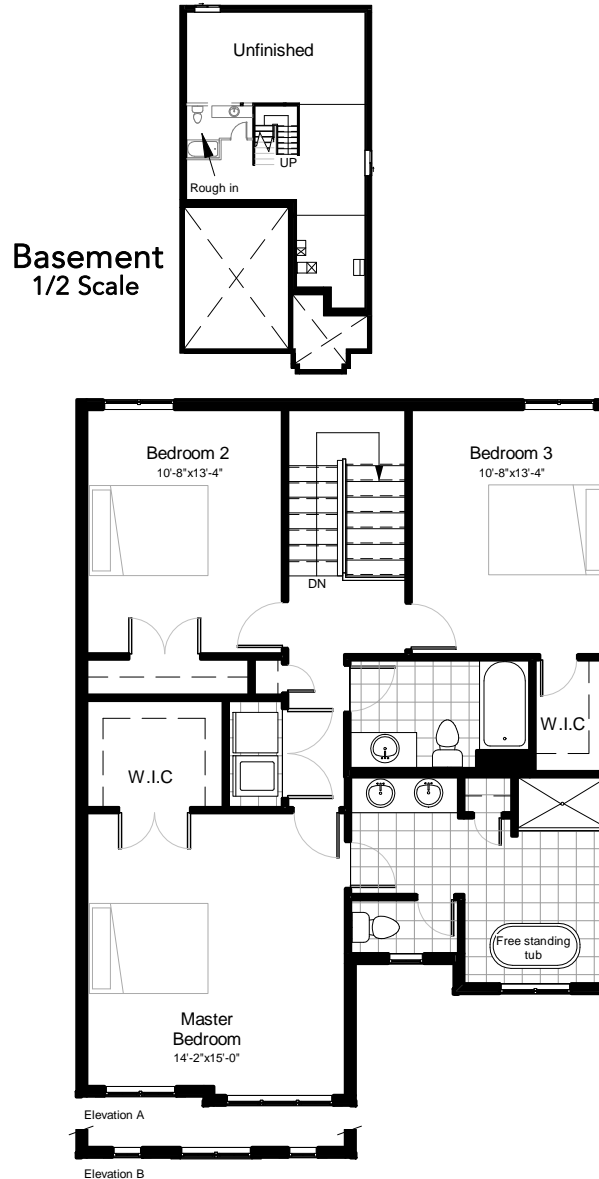 Unfinished
UP
Rough in
Basement
1/2 Scale
Bedroom 2
10'-8"x13'-4"
Bedroom 3
10'-8"x13'-4"
DN
W.I.C
W.I.C
Free standing
tub
Master
Bedroom
14'-2"x15'-0"
Elevation A
Elevation B